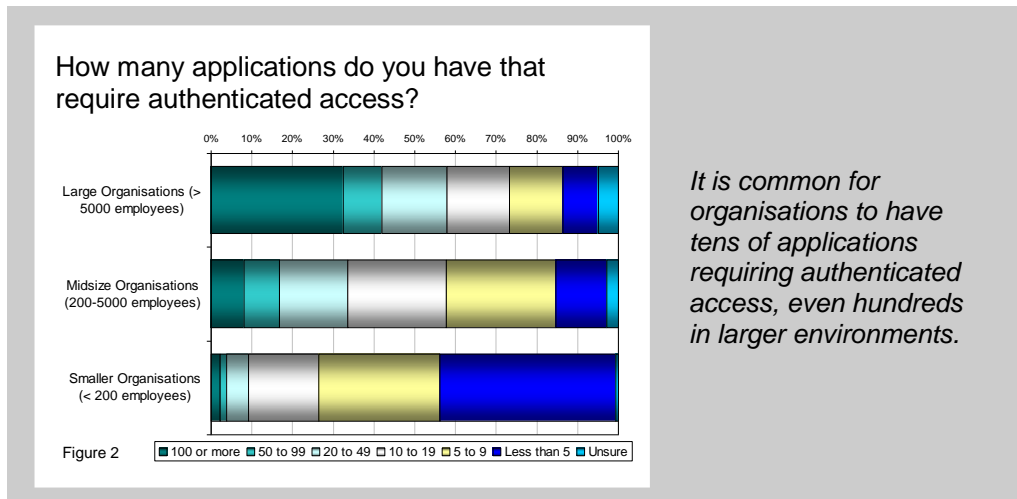 How many applications do you have that
require authenticated access?
0% 10% 20% 30% 40% 50% 60% 70% 80% 90% 100%
Large Organisations (>
5000 employees)
Midsize Organisations
(200-5000 employees)
Smaller Organisations
(< 200 employees)
Figure 2
100 or more 50 to 99 20 to 49 10 to 19 5 to 9 Less than 5 Unsure
It is common for
organisations to have
tens of applications
requiring authenticated
access, even hundreds
in larger environments.